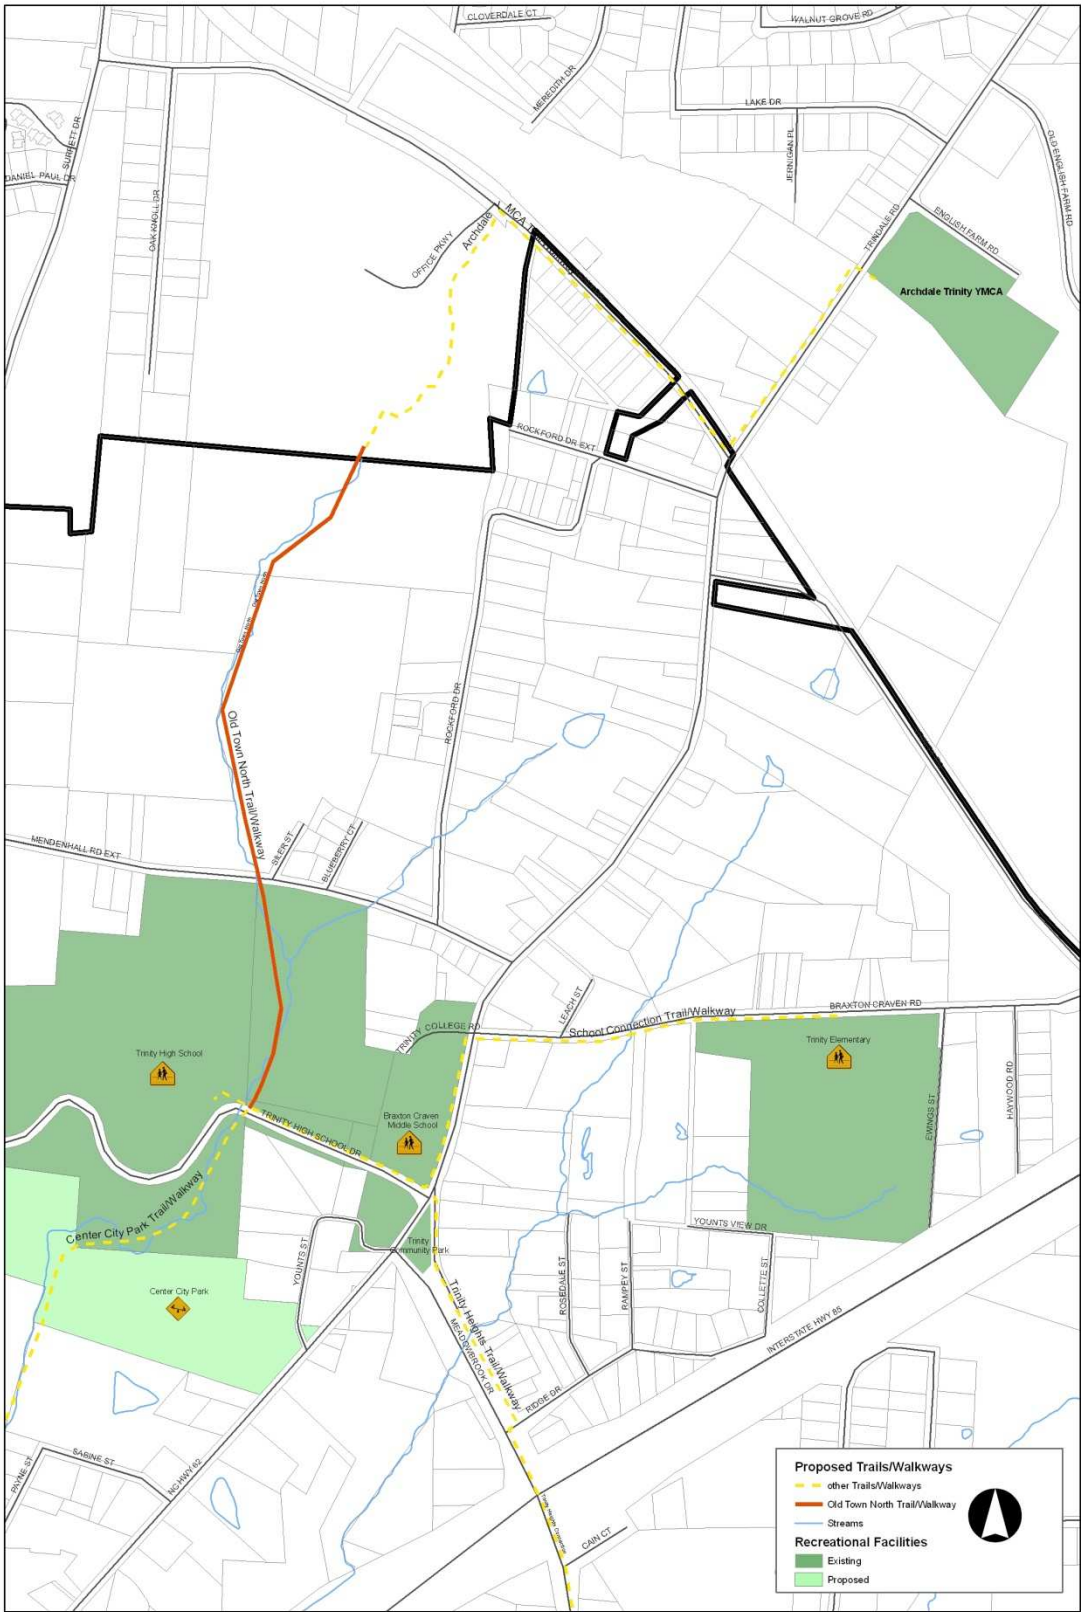 CLOVERDALE CT
WALNUT GROVE RD
MEREDITH DR
LAKE DR
JERNIGAN PL
SURRETT DR
DANIEL PAUL DR
OAK KNOLL DR
OLD ENGLISH FARM RD
TRINDALE RD
ENGLISH FARM RD
OFFICE PKWY
Archdale
Archdale Trinity YMCA
ROCKFORD DR EXT
ROCKFORD DR
Old Town North Trail/Walkway
MENDENHALL RD EXT
SILER ST
BLUEBERRY CT
LEACH ST
BRAXTON CRAVEN RD
School Connection Trail/Walkway
TRINITY COLLEGE RD
Trinity High School
Trinity Elementary
HAYWOOD RD
EWINGS ST
Braxton Craven
Middle School
TRINITY HIGH SCHOOL DR
Center City Park Trail/Walkway
Trinity
Community Park
YOUNTS ST
YOUNTS VIEW DR
ROSEDALE ST
RAMPEY ST
COLLETTE ST
Center City Park
Trinity Heights Trail/Walkway
MEADOWBROOK DR
RIDGE DR
INTERSTATE HWY 85
PAYNE ST
SABINE ST
NC HWY 62
CAIN CT
Proposed Trails/Walkways
other Trails/Walkways
Old Town North Trail/Walkway
Streams
Recreational Facilities
Existing
Proposed